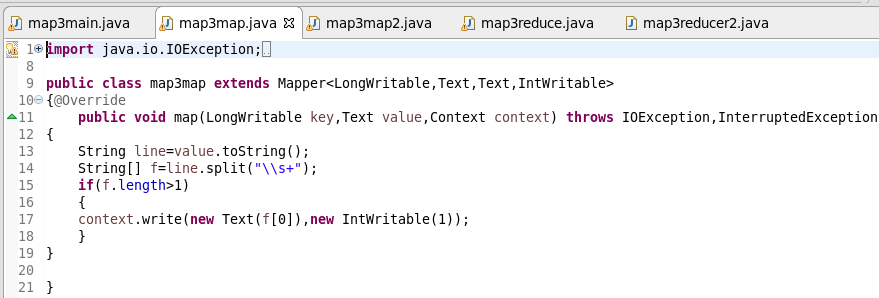 map3main.java map3map.java map3map2.java map3reduce.java map3reducer2.java
1 import java.io.IOException;
8
9 public class map3map extends Mapper<LongWritable,Text,Text,IntWritable>
10 {@Override
11 public void map(LongWritable key,Text value,Context context) throws IOException,InterruptedException
12 {
13 String line=value.toString();
14 String[] f=line.split("\\s+");
15 if(f.length>1)
16 {
17 context.write(new Text(f[0]),new IntWritable(1));
18 }
19 }
20
21 }